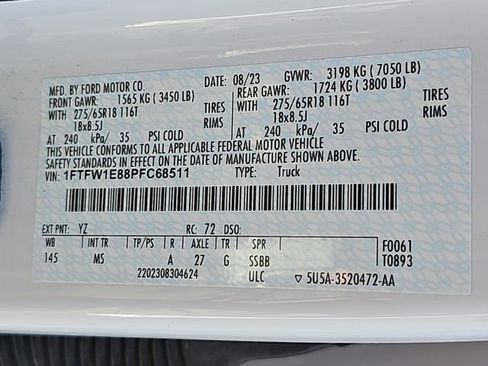 MFD. BY FORD MOTOR CO.
DATE: 08/23 GVWR: 3198 KG ( 7050 LB)
FRONT GAWR: 1565 KG ( 3450 LB) REAR GAWR: 1724 KG ( 3800 LB)
WITH 275/65R18 116T TIRES WITH 275/65R18 116T TIRES
18x8.5J RIMS 18x8.5J RIMS
AT 240 kPa/ 35 PSI COLD AT 240 kPa/ 35 PSI COLD
THIS VEHICLE CONFORMS TO ALL APPLICABLE FEDERAL MOTOR VEHICLE
SAFETY AND THEFT PREVENTION STANDARDS IN EFFECT ON THE DATE OF MANUFACTURE SHOWN ABOVE.
VIN: 1FTFW1E88PFC68511 TYPE: Truck
EXT PNT: YZ RC: 72 DSO:
WB INT TR TP/PS R AXLE TR SPR F0061
145 MS A 27 G SSBB T0893
2202308304624 ULC ▽ 5U5A-3520472-AA